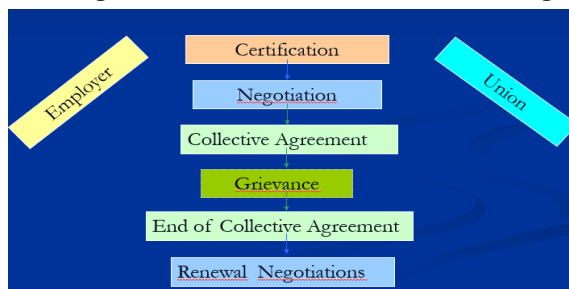 Certification
Employer
Union
Negotiation
Collective Agreement
Grievance
End of Collective Agreement
Renewal Negotiations